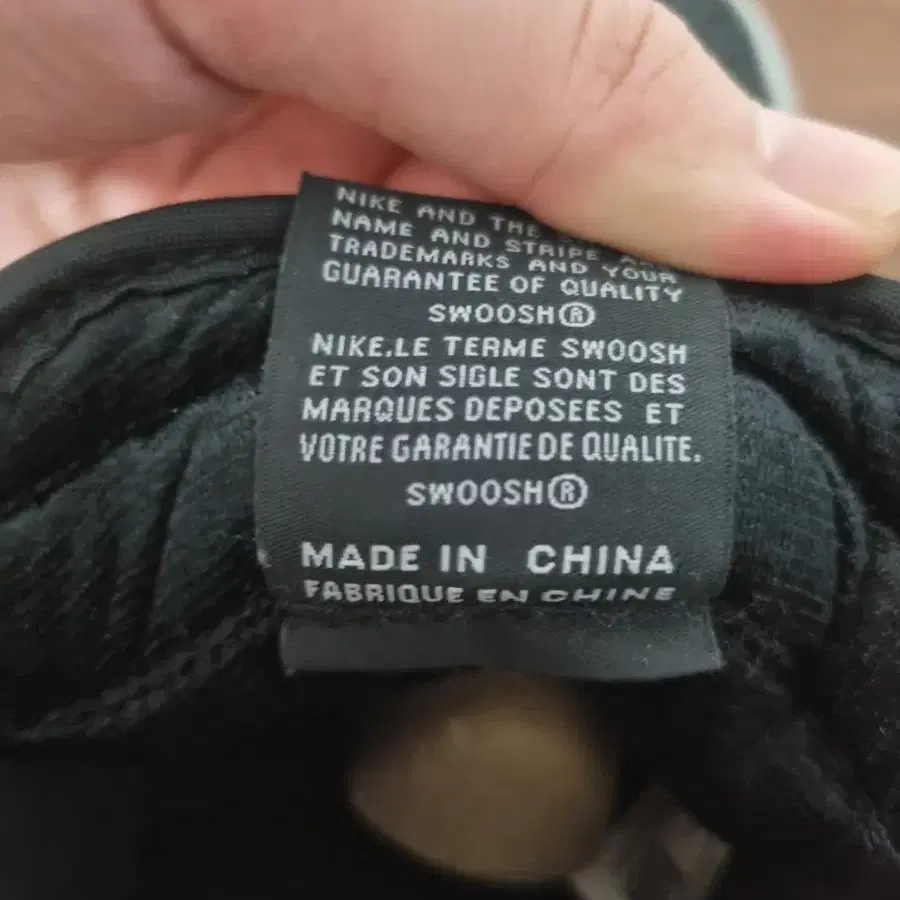 NIKE AND THE
NAME AND STRIPE
TRADEMARKS AND YOUR
GUARANTEE OF QUALITY
SWOOSH®
NIKE.LE TERME SWOOSH
ET SON SIGLE SONT DES
MARQUES DEPOSEES ET
VOTRE GARANTIE DE QUALITE.
SWOOSH®
MADE IN CHINA
FABRIQUE EN CHINE